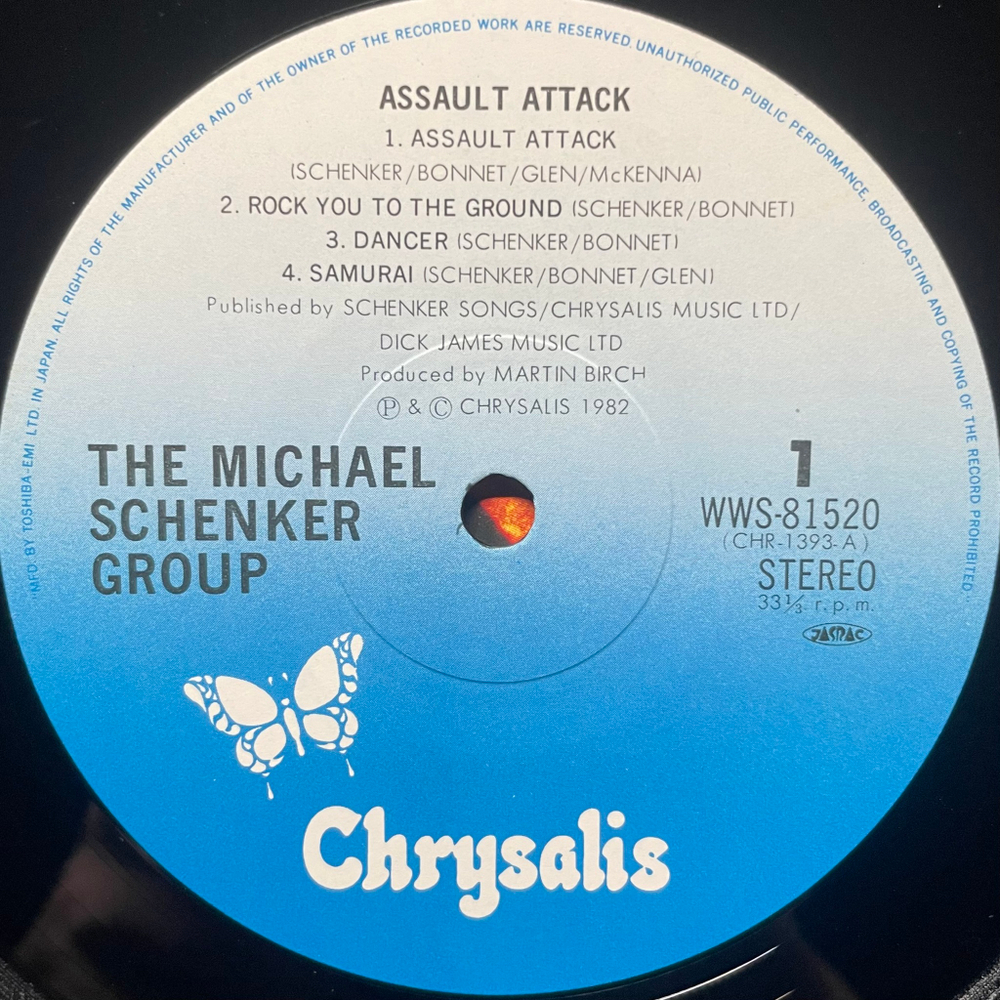 "MFD. BY TOSHIBA-EMI LTD. IN JAPAN. ALL RIGHTS OF THE MANUFACTURER AND OF THE OWNER OF THE RECORDED WORK ARE RESERVED. UNAUTHORIZED PUBLIC PERFORMANCE, BROADCASTING AND COPYING OF THE RECORD PROHIBITED."
ASSAULT ATTACK
1. ASSAULT ATTACK
(SCHENKER/BONNET/GLEN/McKENNA)
2. ROCK YOU TO THE GROUND (SCHENKER/BONNET)
3. DANCER (SCHENKER/BONNET)
4. SAMURAI (SCHENKER/BONNET/GLEN)
Published by SCHENKER SONGS/CHRYSALIS MUSIC LTD/
DICK JAMES MUSIC LTD
Produced by MARTIN BIRCH
Ⓟ & Ⓒ CHRYSALIS 1982
THE MICHAEL
SCHENKER
GROUP
1
WWS-81520
(CHR-1393-A)
STEREO
33⅓ r.p.m.
JASRAC
Chrysalis